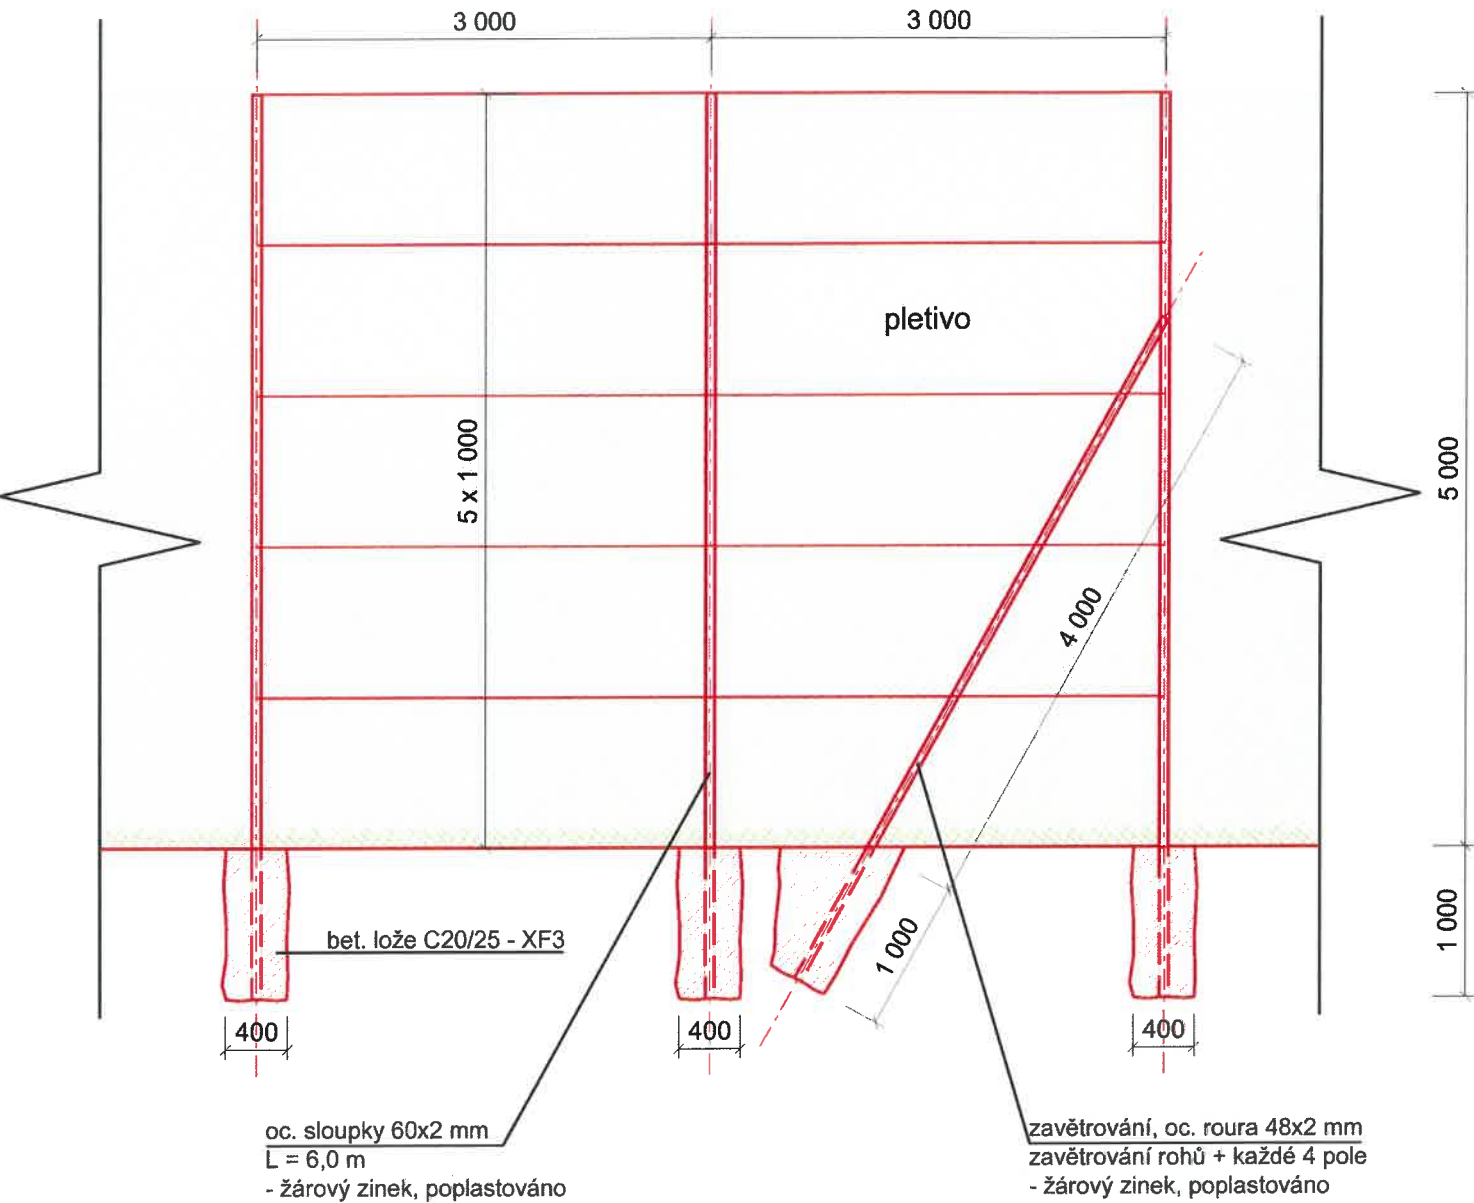 3 000
3 000
pletivo
5 x 1 000
5 000
4 000
1 000
1 000
bet. lože C20/25 - XF3
400
400
400
oc. sloupky 60x2 mm
L = 6,0 m
- žárový zinek, poplastováno
zavětrování, oc. roura 48x2 mm
zavětrování rohů + každé 4 pole
- žárový zinek, poplastováno